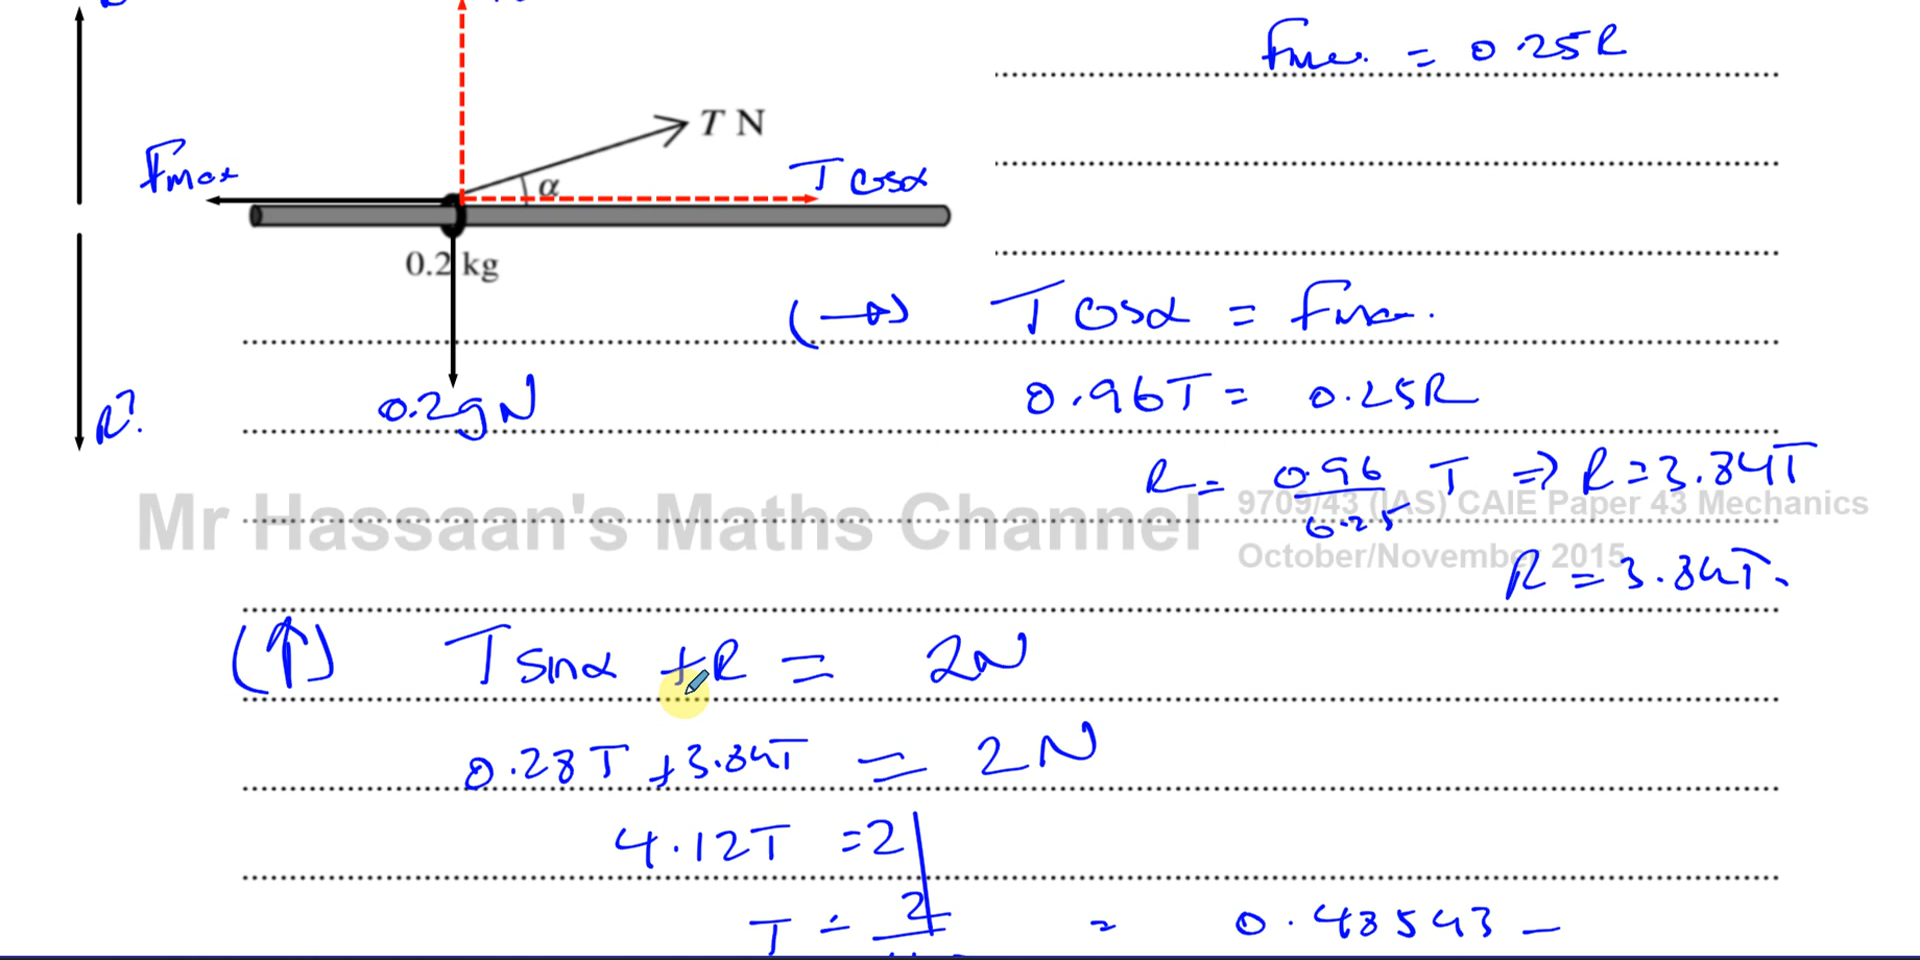 Fmax. = 0.25R
T N
Fmax
T cosα
α
0.2 kg
(→) T cosα = Fmax.
0.2gN
R?
0.96T = 0.25R
R = 0.96/0.25 T ⇒ R = 3.84T
Mr Hassaan's Maths Channel
9709/43 (IAS) CAIE Paper 43 Mechanics
October/November 2015
R = 3.84T.
(↑) T sinα + R = 2N
0.28T + 3.84T = 2N
4.12T = 2
T = 2 = 0.48543 –